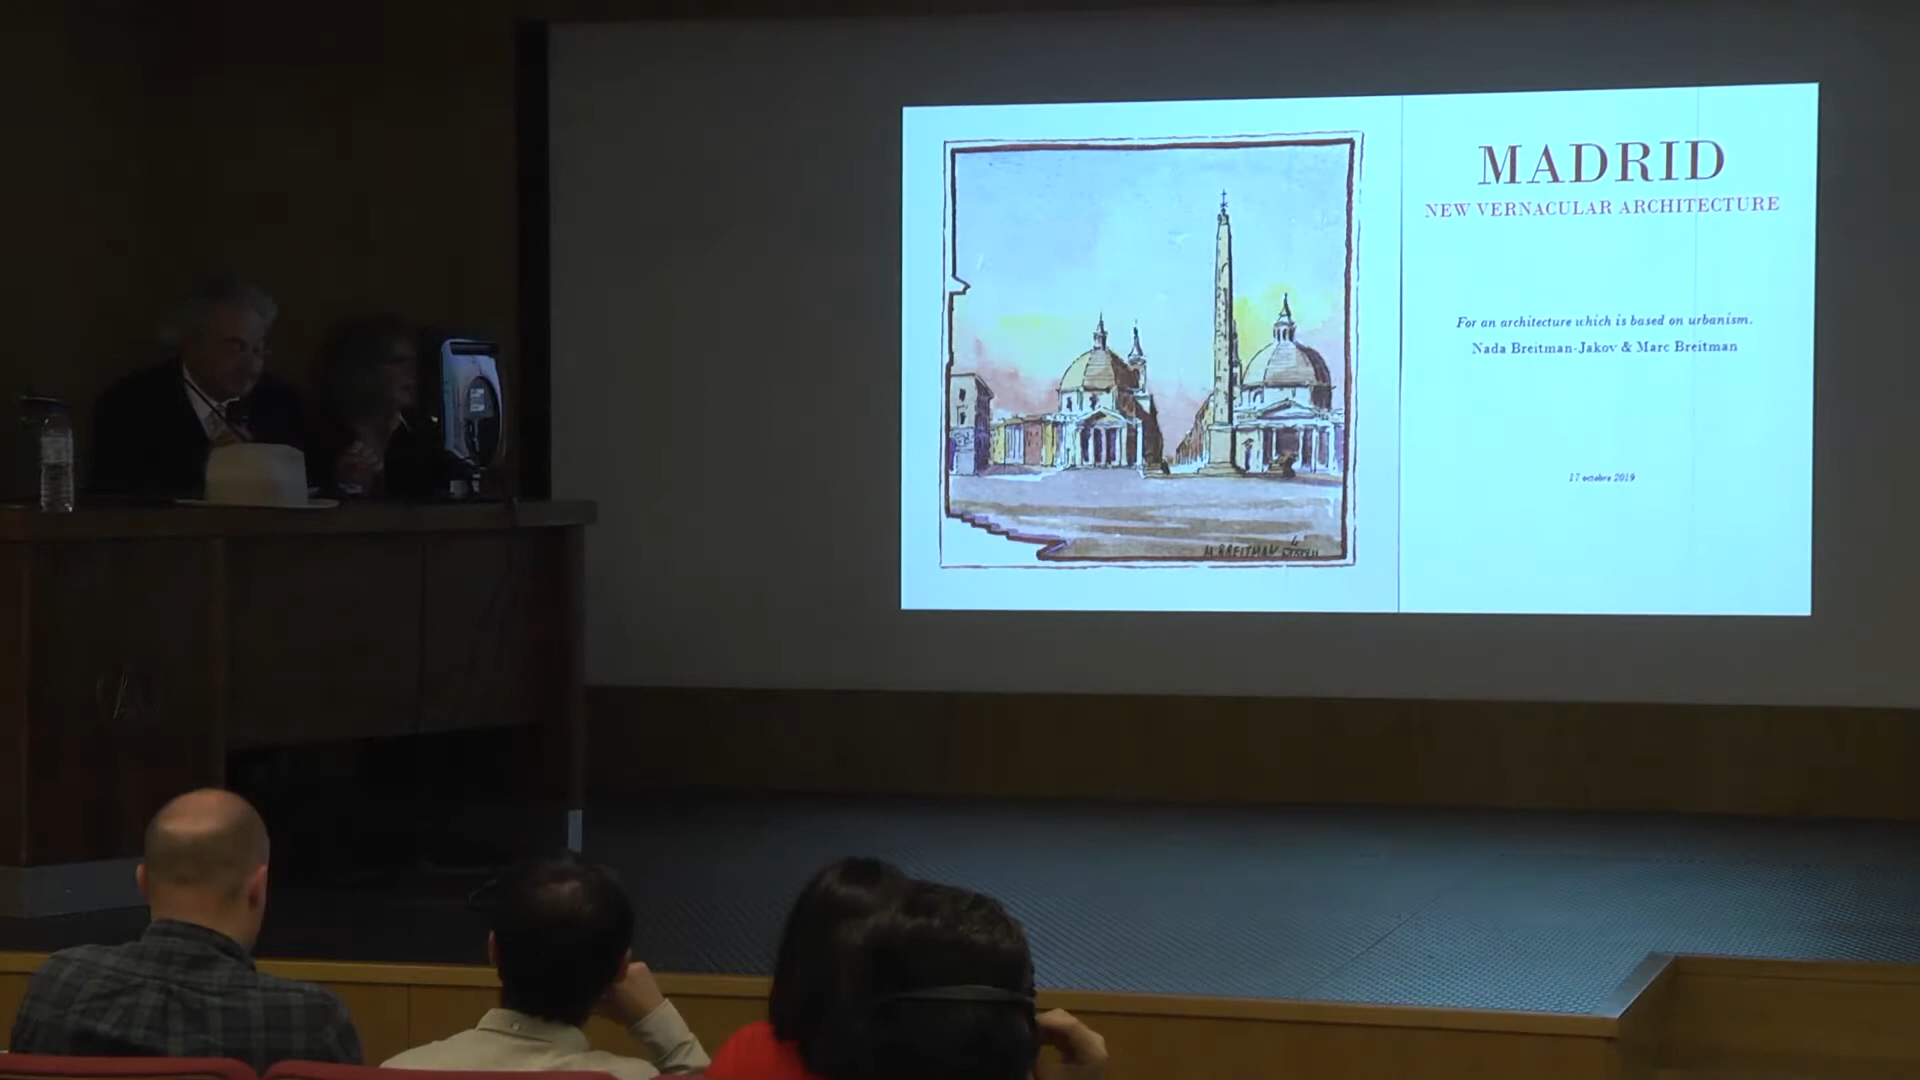 MADRID
NEW VERNACULAR ARCHITECTURE
For an architecture which is based on urbanism.
Nada Breitman-Jakov & Marc Breitman
17 octobre 2019
M. BREITMAN